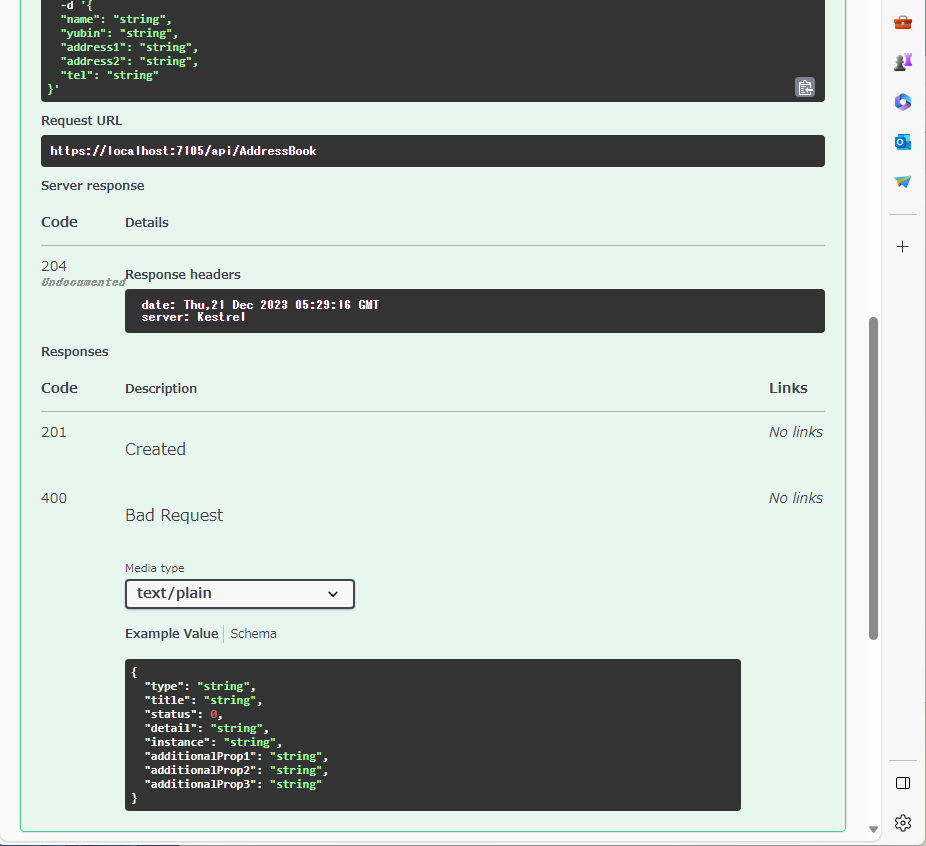 -d '{
"name": "string",
"yubin": "string",
"address1": "string",
"address2": "string",
"tel": "string"
}'
Request URL
https://localhost:7105/api/AddressBook
Server response
Code Details
204
Undocumented
Response headers
date: Thu,21 Dec 2023 05:29:16 GMT
server: Kestrel
Responses
Code Description Links
201 No links
Created
400 No links
Bad Request
Media type
text/plain
Example Value Schema
{
"type": "string",
"title": "string",
"status": 0,
"detail": "string",
"instance": "string",
"additionalProp1": "string",
"additionalProp2": "string",
"additionalProp3": "string"
}